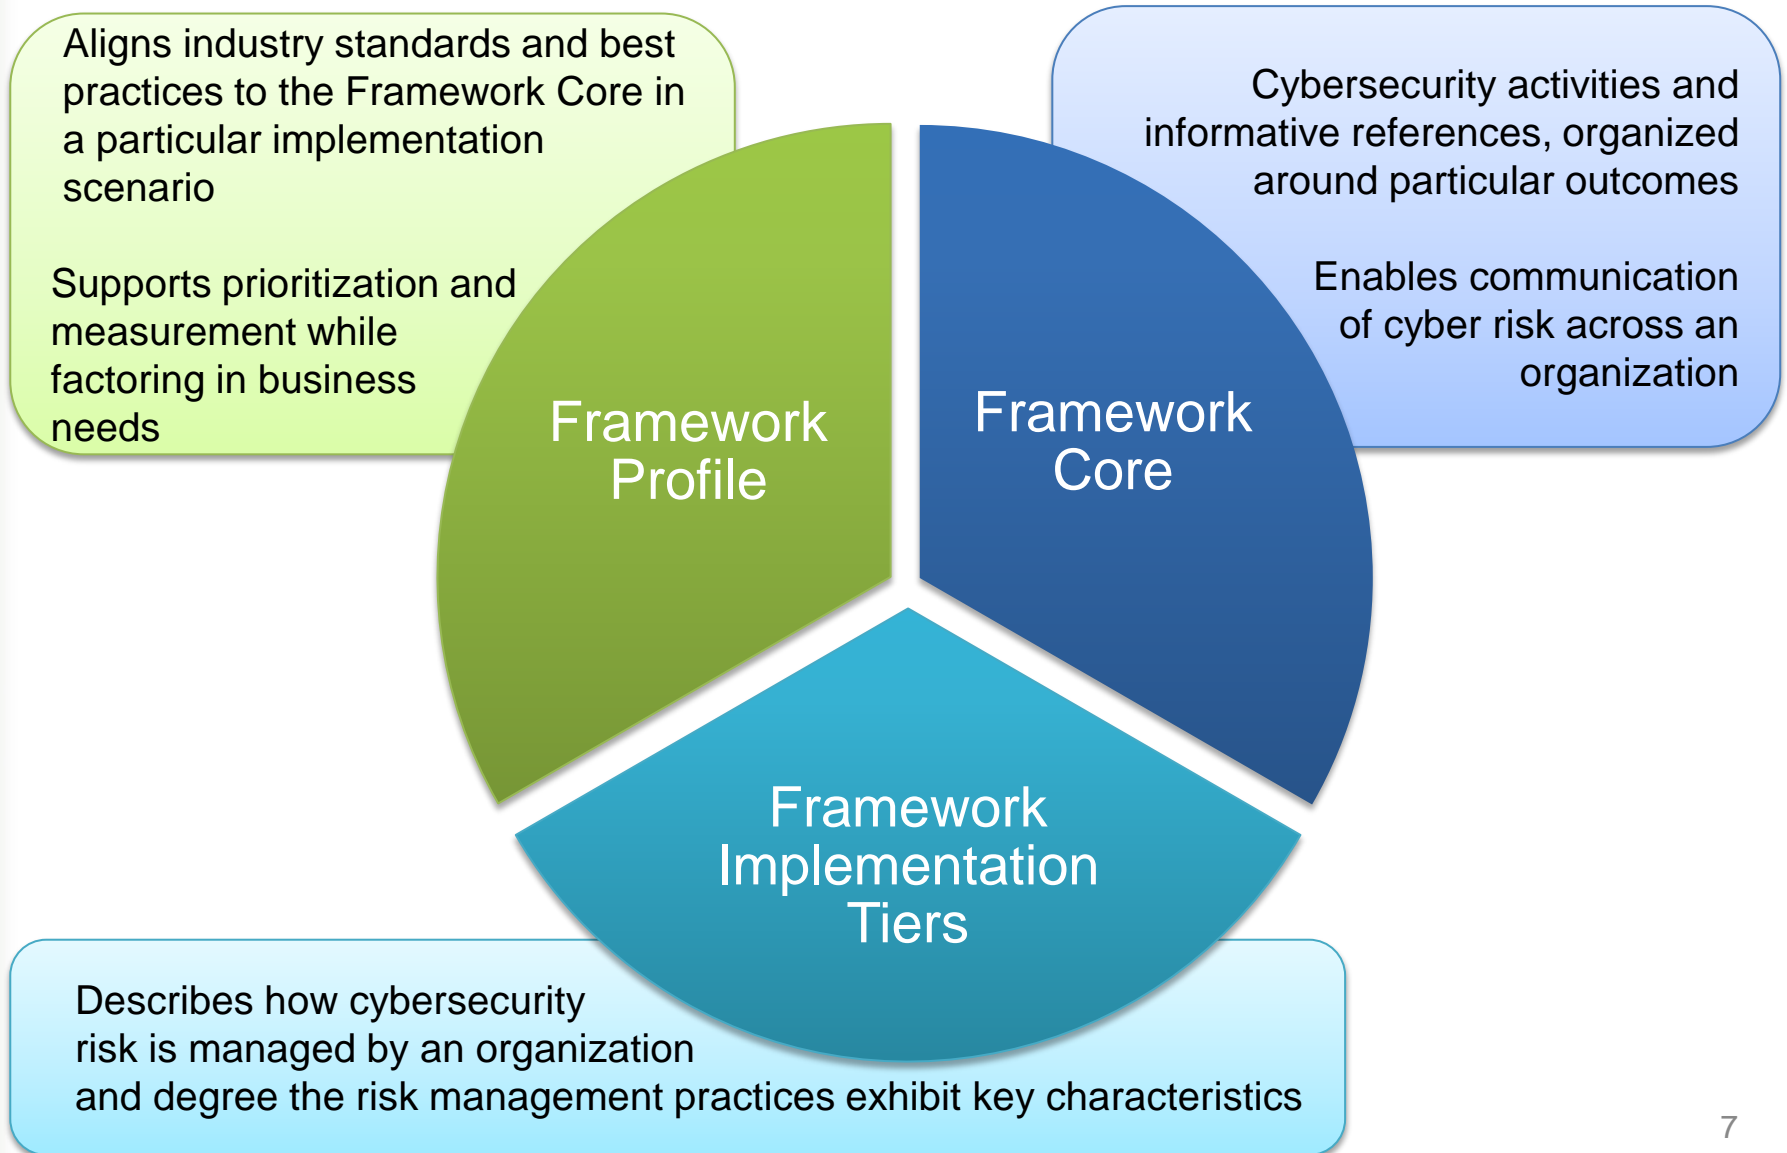 Aligns industry standards and best
practices to the Framework Core in
a particular implementation
scenario
Supports prioritization and
measurement while
factoring in business
needs
Cybersecurity activities and
informative references, organized
around particular outcomes
Enables communication
of cyber risk across an
organization
Framework
Profile
Framework
Core
Framework
Implementation
Tiers
Describes how cybersecurity
risk is managed by an organization
and degree the risk management practices exhibit key characteristics
7